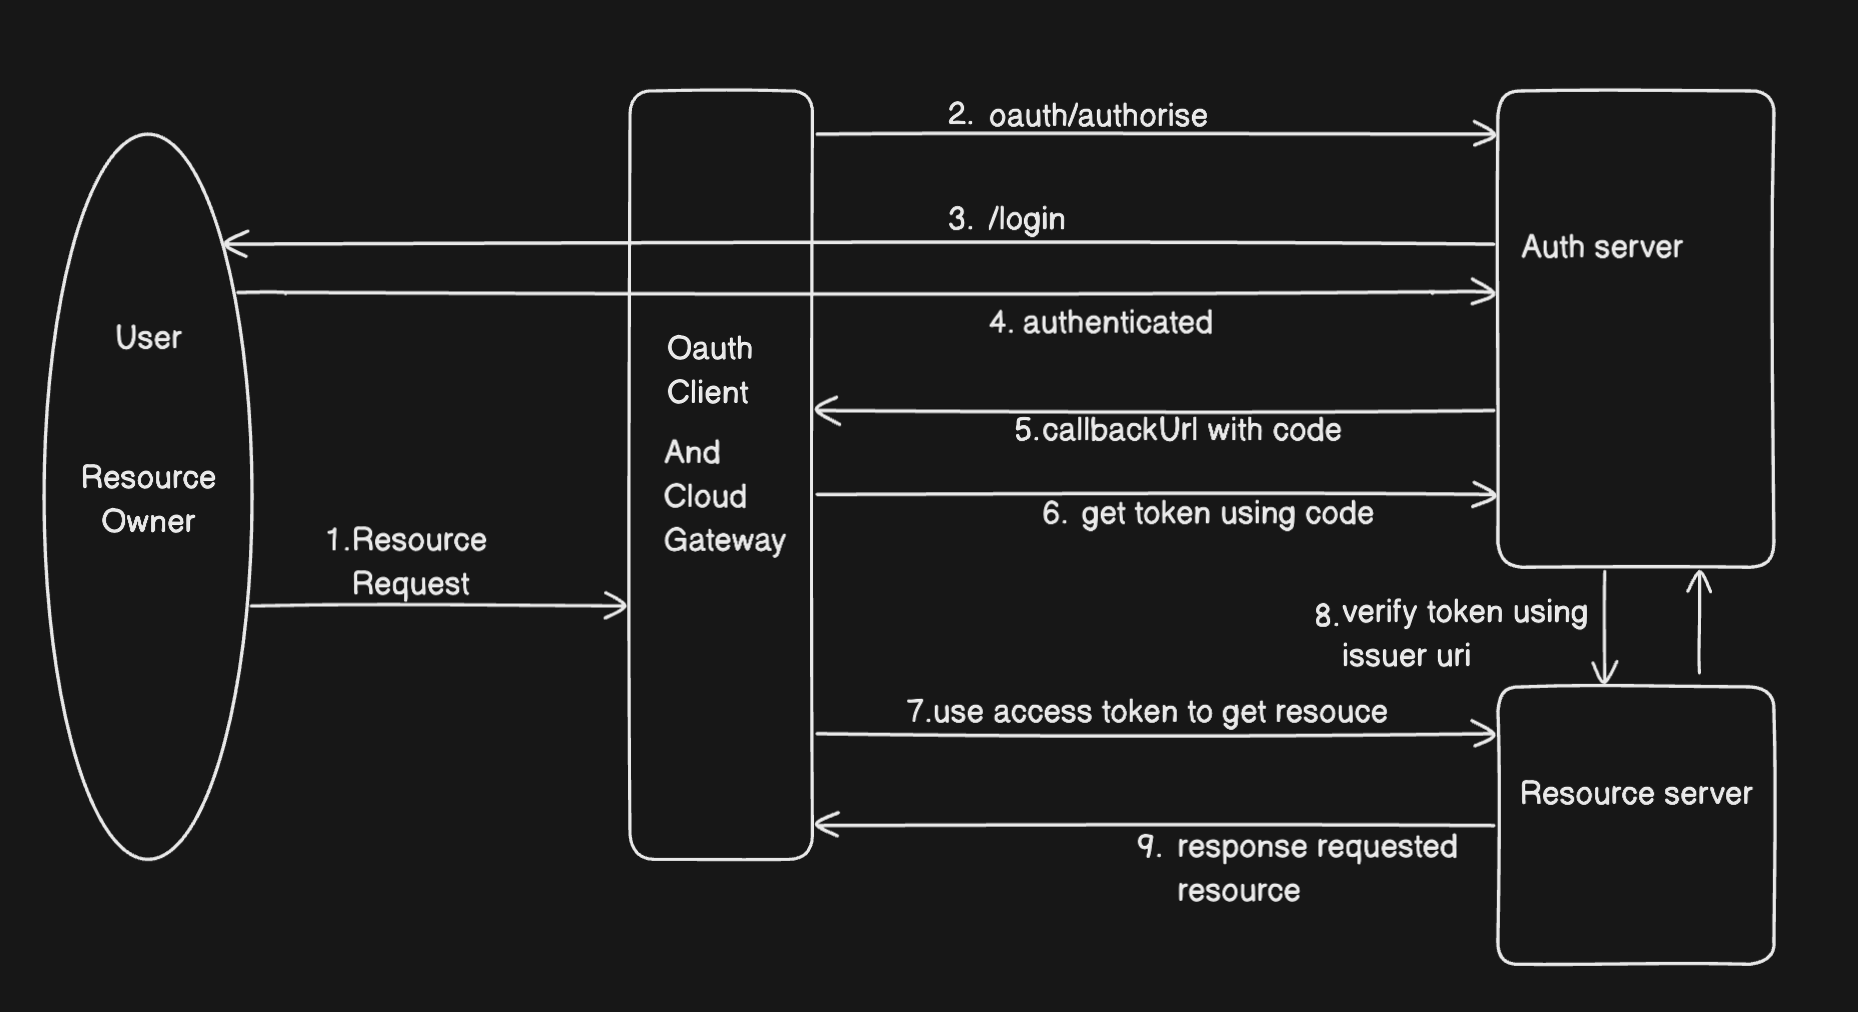 2. oauth/authorise
3. /login
Auth server
4. authenticated
User
Oauth
Client
5.callbackUrl with code
And
Cloud
Gateway
Resource
Owner
6. get token using code
1.Resource
Request
8.verify token using
issuer uri
7.use access token to get resouce
Resource server
9. response requested
resource